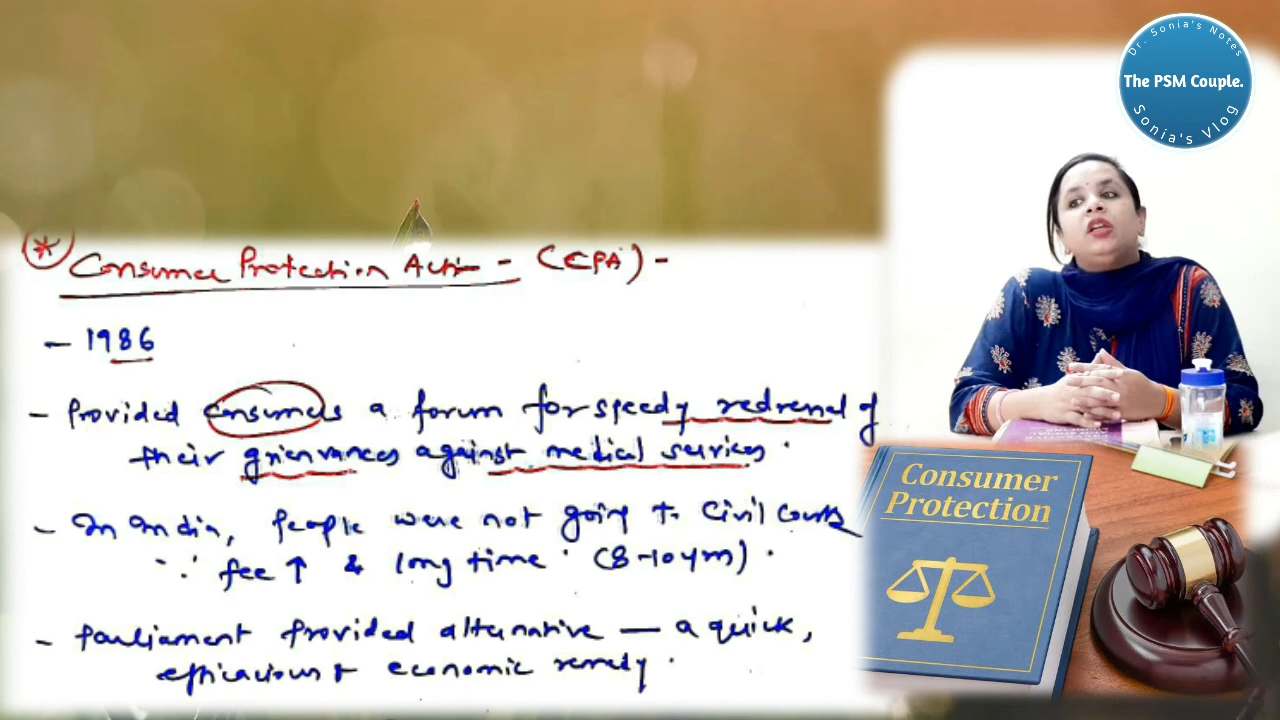 Dr. Sonia's Notes
The PSM Couple.
Sonia's Vlog
* Consumer Protection Act - (CPA) -
- 1986
- Provided consumers a forum for speedy redressal of
their grievances against medical services.
- In India, people were not going to Civil Courts
∵ fee ↑ & long time. (8-10 yrs).
- Parliament provided alternative — a quick,
efficacious & economic remedy.
Consumer
Protection